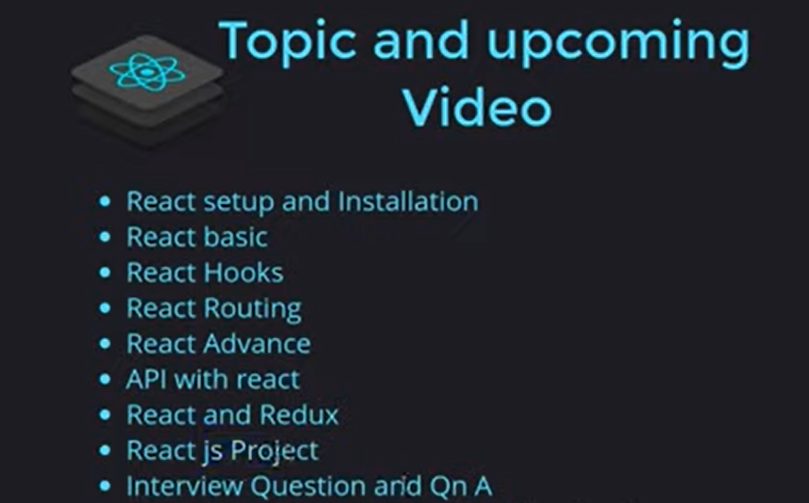 Topic and upcoming
Video
• React setup and Installation
• React basic
• React Hooks
• React Routing
• React Advance
• API with react
• React and Redux
• React js Project
• Interview Question and Qn A